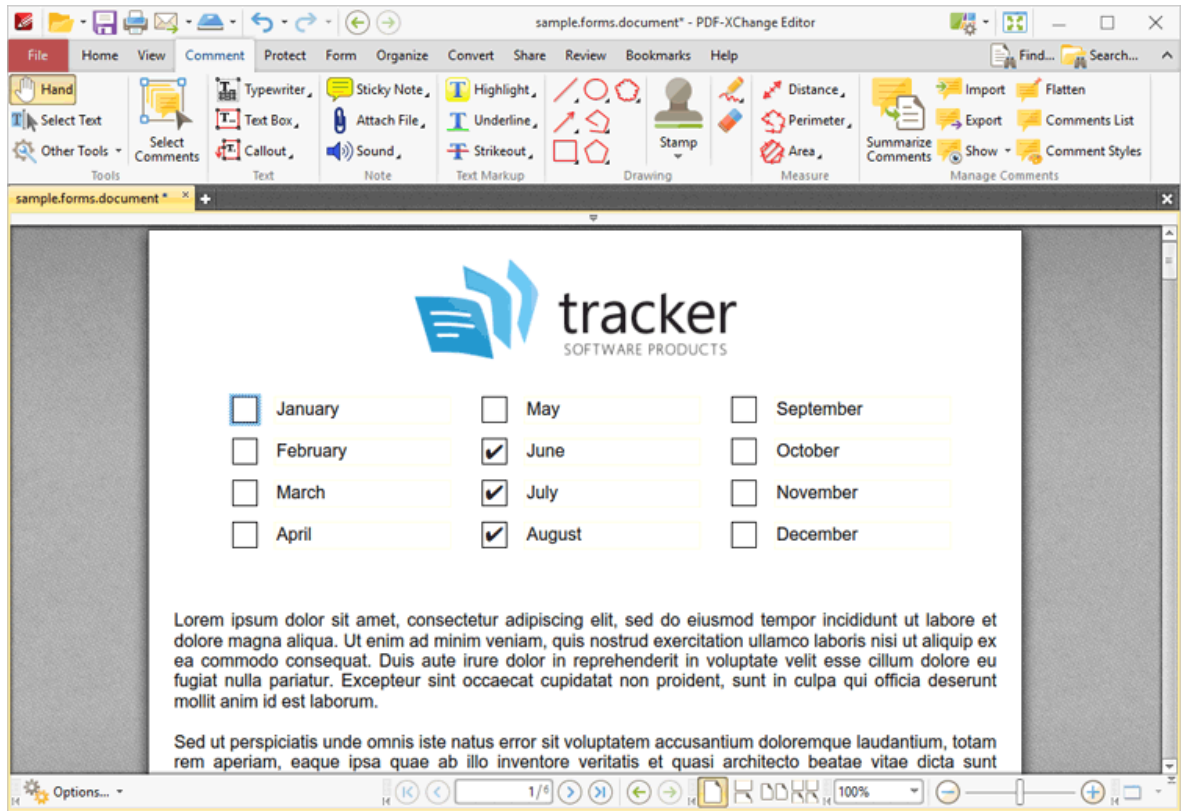 sample.forms.document* - PDF-XChange Editor
File Home View Comment Protect Form Organize Convert Share Review Bookmarks Help Find... Search...
Hand
Select Text
Other Tools
Select Comments
Tools
Typewriter
Text Box
Callout
Text
Sticky Note
Attach File
Sound
Note
Highlight
Underline
Strikeout
Text Markup
Stamp
Drawing
Distance
Perimeter
Area
Measure
Summarize Comments
Import
Export
Show
Flatten
Comments List
Comment Styles
Manage Comments
sample.forms.document *
tracker
SOFTWARE PRODUCTS
January May September
February June October
March July November
April August December
Lorem ipsum dolor sit amet, consectetur adipiscing elit, sed do eiusmod tempor incididunt ut labore et
dolore magna aliqua. Ut enim ad minim veniam, quis nostrud exercitation ullamco laboris nisi ut aliquip ex
ea commodo consequat. Duis aute irure dolor in reprehenderit in voluptate velit esse cillum dolore eu
fugiat nulla pariatur. Excepteur sint occaecat cupidatat non proident, sunt in culpa qui officia deserunt
mollit anim id est laborum.
Sed ut perspiciatis unde omnis iste natus error sit voluptatem accusantium doloremque laudantium, totam
rem aperiam, eaque ipsa quae ab illo inventore veritatis et quasi architecto beatae vitae dicta sunt
Options... 1/6 100%